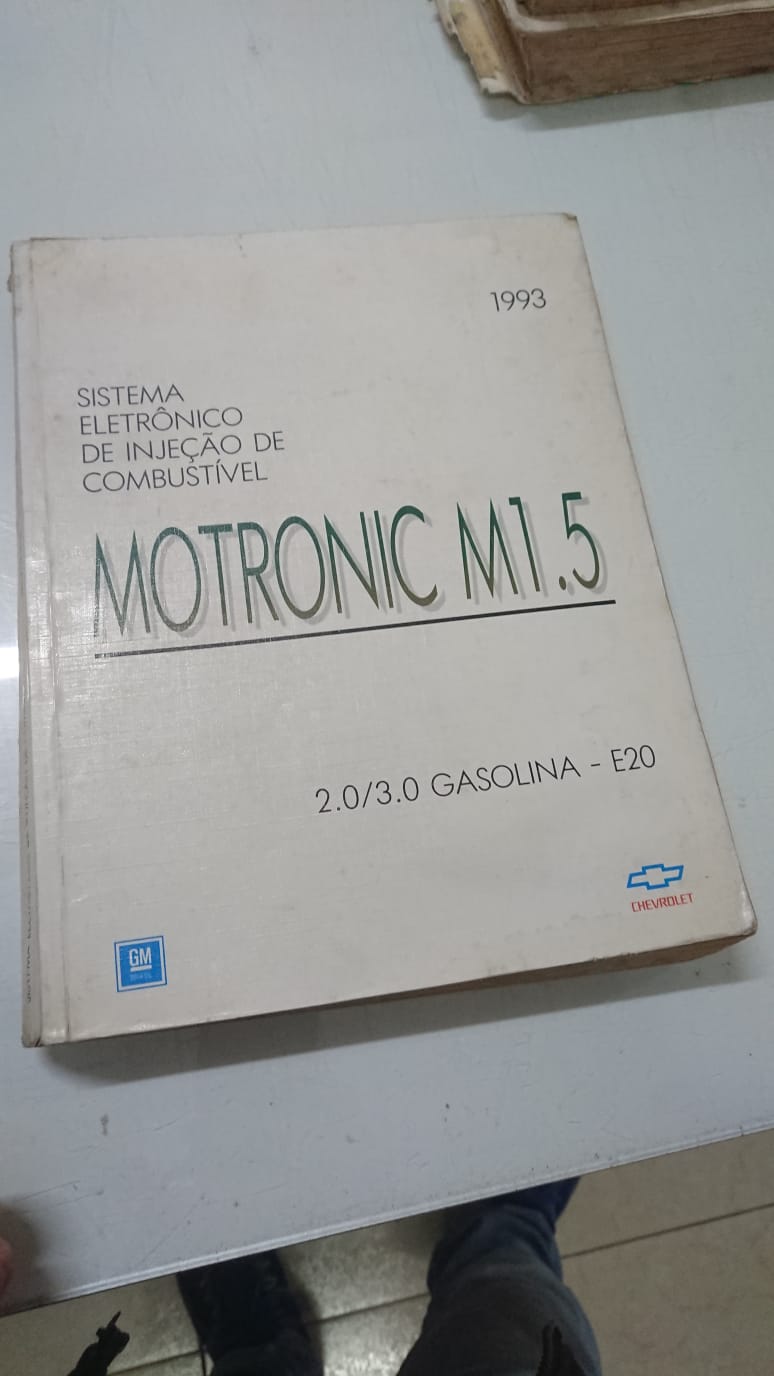 1993
SISTEMA
ELETRÔNICO
DE INJEÇÃO DE
COMBUSTÍVEL
MOTRONIC M1.5
2.0/3.0 GASOLINA - E20
CHEVROLET
GM